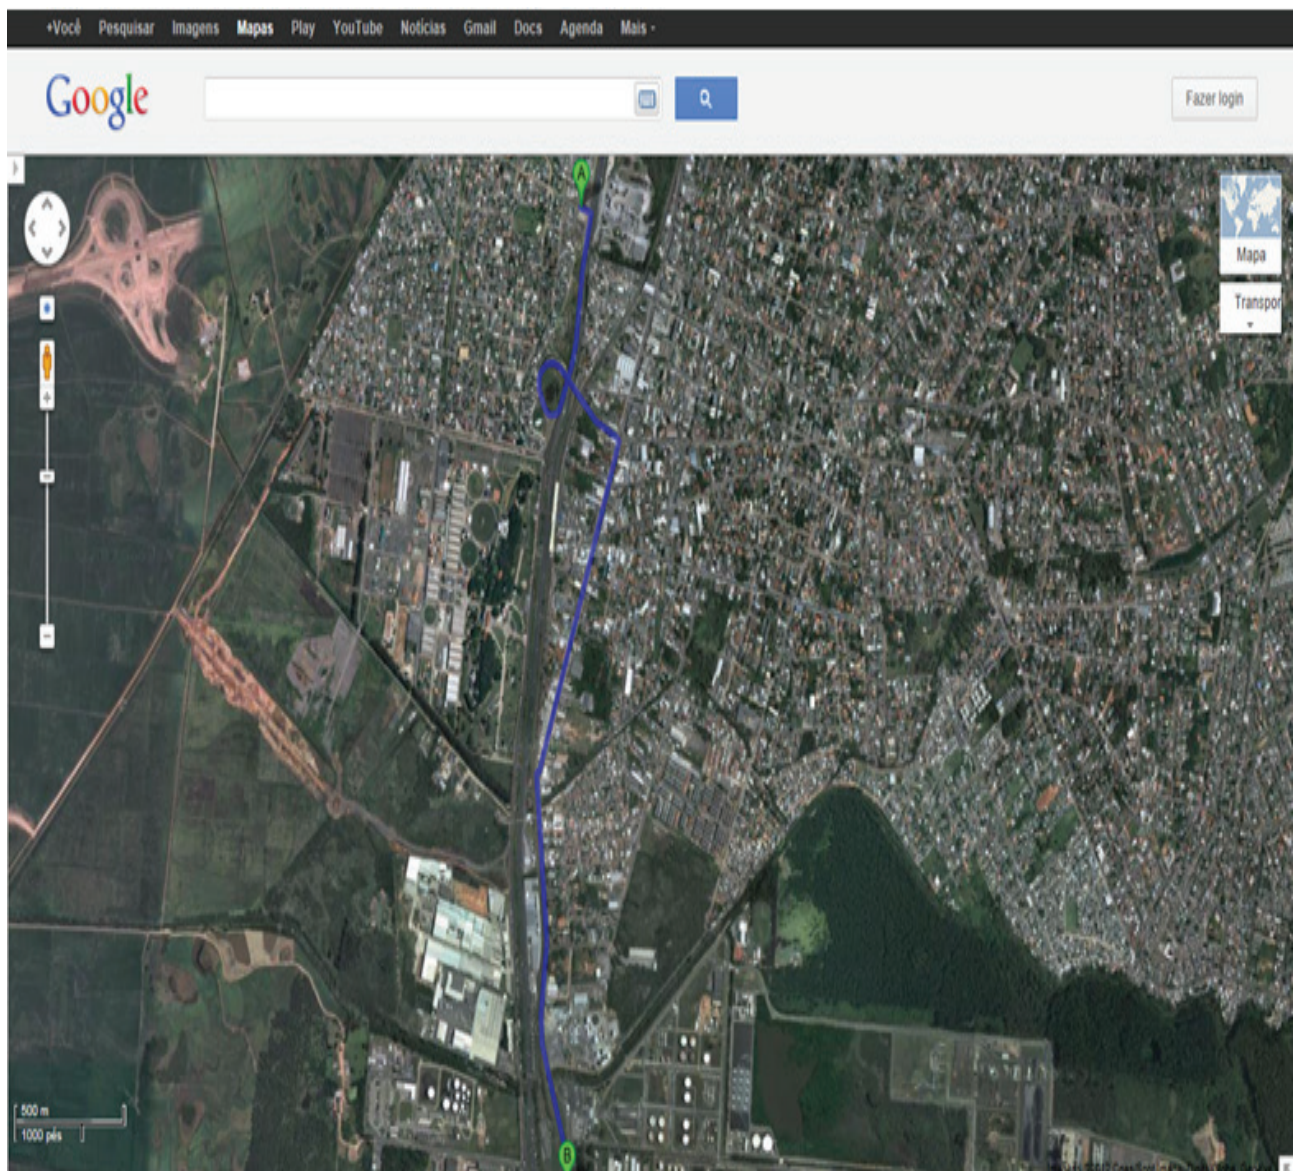 +Você Pesquisar Imagens Mapas Play YouTube Notícias Gmail Docs Agenda Mais
Google
Fazer login
A
Mapa
Transpor
500 m
1000 pés
B